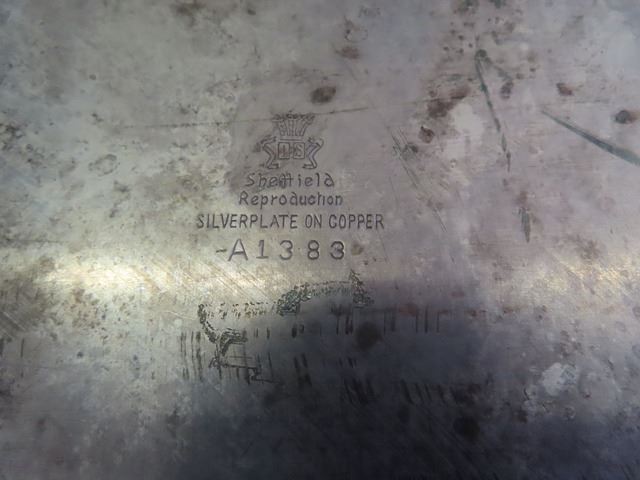 Sheffield
Reproduction
SILVERPLATE ON COPPER
-A1383